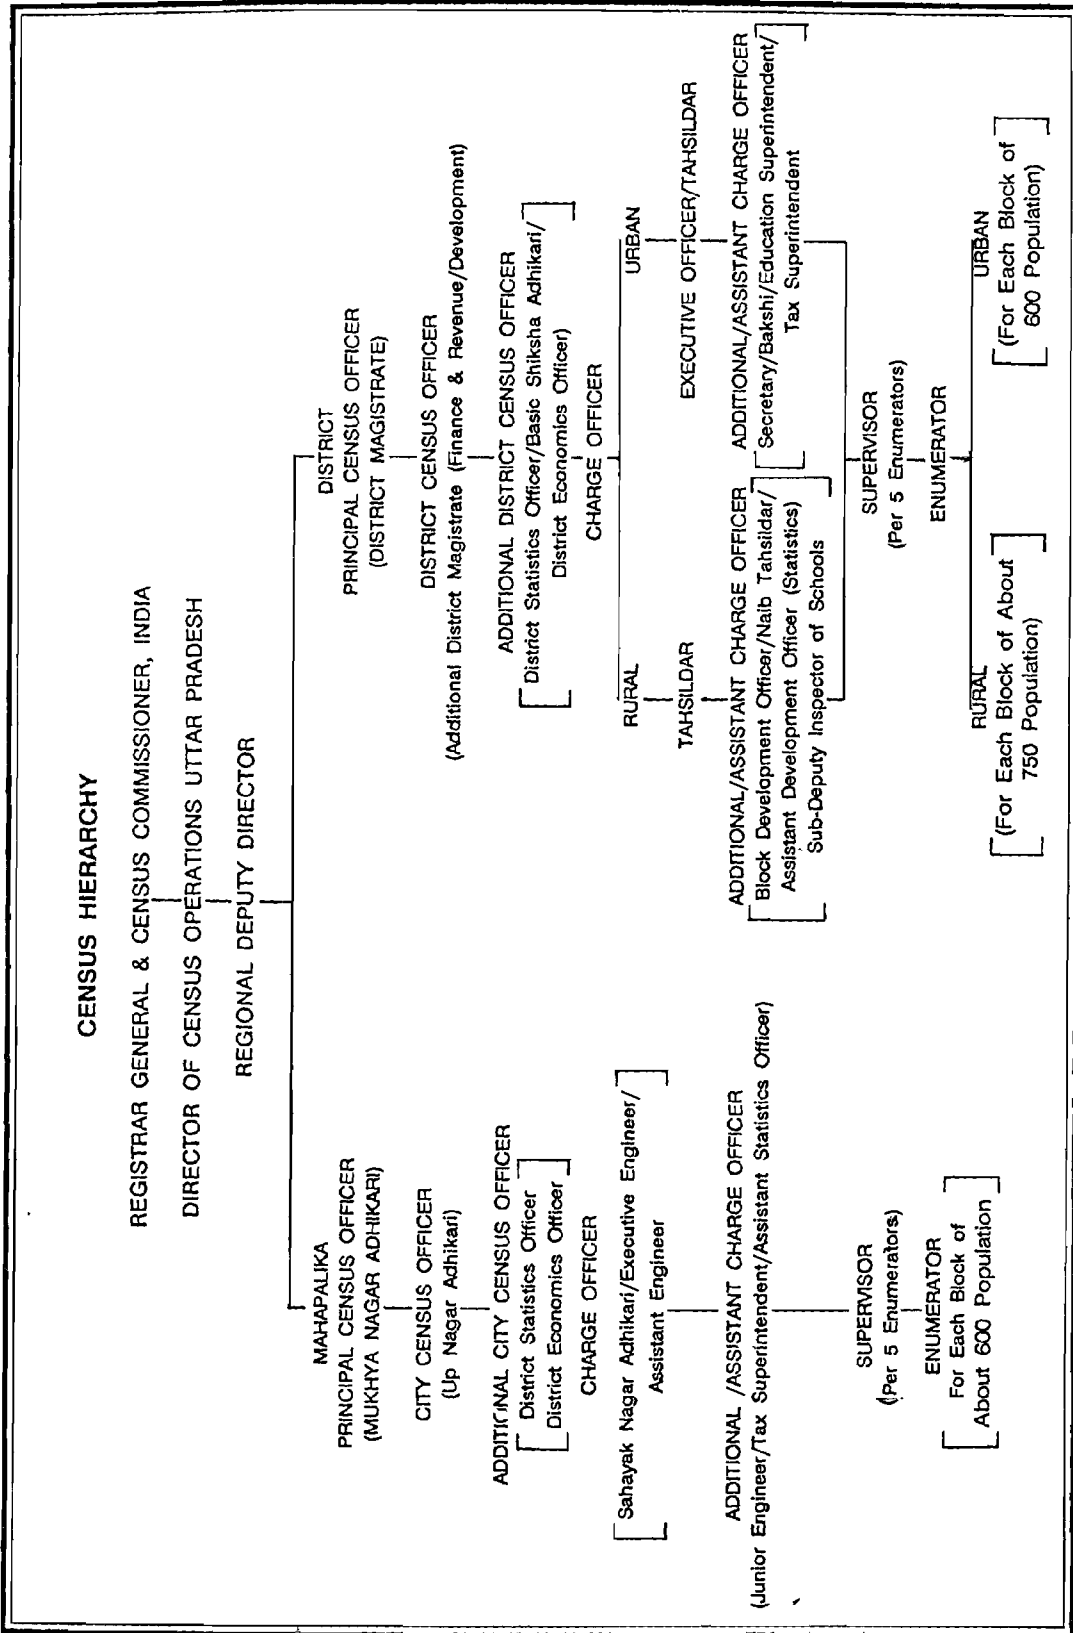 CENSUS HIERARCHY
REGISTRAR GENERAL & CENSUS COMMISSIONER, INDIA
DIRECTOR OF CENSUS OPERATIONS UTTAR PRADESH
REGIONAL DEPUTY DIRECTOR
MAHAPALIKA
PRINCIPAL CENSUS OFFICER
(MUKHYA NAGAR ADHIKARI)
CITY CENSUS OFFICER
(Up Nagar Adhikari)
ADDITIONAL CITY CENSUS OFFICER
[District Statistics Officer
District Economics Officer]
CHARGE OFFICER
[Sahayak Nagar Adhikari/Executive Engineer/
Assistant Engineer]
ADDITIONAL /ASSISTANT CHARGE OFFICER
(Junior Engineer/Tax Superintendent/Assistant Statistics Officer)
SUPERVISOR
(Per 5 Enumerators)
ENUMERATOR
[For Each Block of
About 600 Population]
DISTRICT
PRINCIPAL CENSUS OFFICER
(DISTRICT MAGISTRATE)
DISTRICT CENSUS OFFICER
(Additional District Magistrate (Finance & Revenue/Development)
ADDITIONAL DISTRICT CENSUS OFFICER
[District Statistics Officer/Basic Shiksha Adhikari/
District Economics Officer)]
CHARGE OFFICER
RURAL
TAHSILDAR
ADDITIONAL/ASSISTANT CHARGE OFFICER
[Block Development Officer/Naib Tahsildar/
Assistant Development Officer (Statistics)
Sub-Deputy Inspector of Schools]
URBAN
EXECUTIVE OFFICER/TAHSILDAR
ADDITIONAL/ASSISTANT CHARGE OFFICER
[Secretary/Bakshi/Education Superintendent/
Tax Superintendent]
SUPERVISOR
(Per 5 Enumerators)
ENUMERATOR
RURAL
[(For Each Block of About
750 Population)]
URBAN
[(For Each Block of
600 Population)]